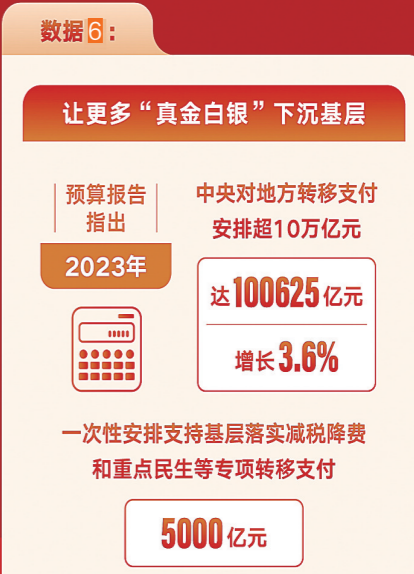 数据6：
让更多“真金白银”下沉基层
预算报告
指出
2023年
中央对地方转移支付
安排超10万亿元
达100625亿元
增长3.6%
一次性安排支持基层落实减税降费
和重点民生等专项转移支付
5000亿元